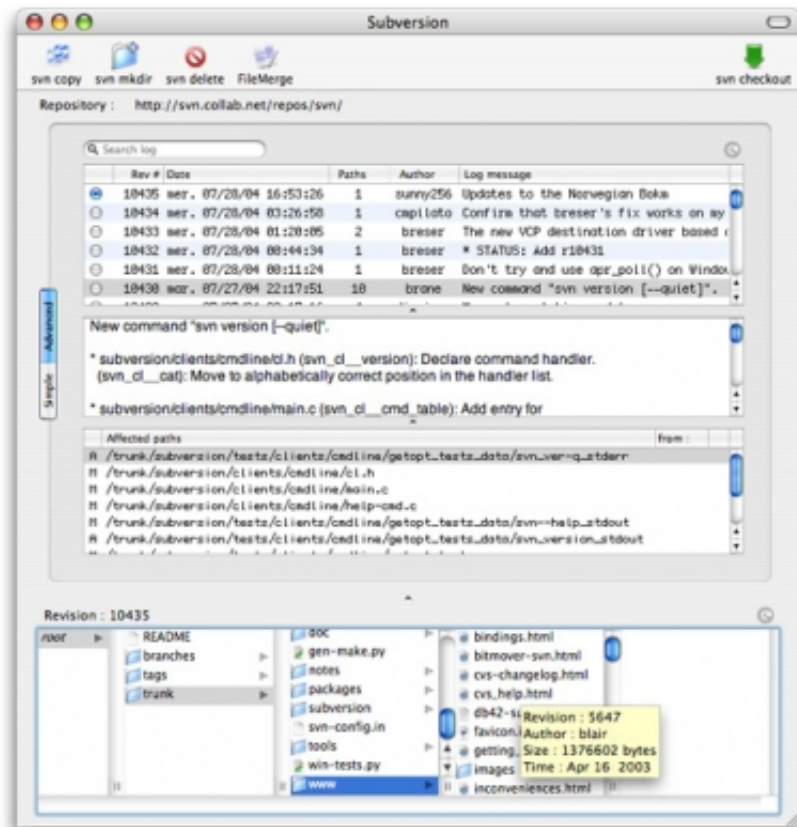 Subversion
svn copy svn mkdir svn delete FileMerge svn checkout
Repository : http://svn.collab.net/repos/svn/
Search log
Rev # Date Paths Author Log message
10435 mer. 07/28/04 16:53:26 1 sunny256 Updates to the Norwegian Bokm
10434 mer. 07/28/04 03:26:58 1 cmpilato Confirm that breser's fix works on my
10433 mer. 07/28/04 01:20:05 2 breser The new VCP destination driver based
10432 mer. 07/28/04 00:44:34 1 breser * STATUS: Add r10431
10431 mer. 07/28/04 00:11:24 1 breser Don't try and use apr_poll() on Window
10430 mar. 07/27/04 22:17:51 10 brane New command "svn version [--quiet]".
Advanced
Simple
New command "svn version [--quiet]".
* subversion/clients/cmdline/cl.h (svn_cl__version): Declare command handler.
(svn_cl__cat): Move to alphabetically correct position in the handler list.
* subversion/clients/cmdline/main.c (svn_cl__cmd_table): Add entry for
Affected paths from :
A /trunk/subversion/tests/clients/cmdline/getopt_tests_data/svn_ver-q_stderr
M /trunk/subversion/clients/cmdline/cl.h
M /trunk/subversion/clients/cmdline/main.c
M /trunk/subversion/clients/cmdline/help-cmd.c
M /trunk/subversion/tests/clients/cmdline/getopt_tests_data/svn--help_stdout
A /trunk/subversion/tests/clients/cmdline/getopt_tests_data/svn_version_stdout
Revision : 10435
root README doc bindings.html
branches gen-make.py bitmover-svn.html
tags notes cvs-changelog.html
trunk packages cvs_help.html
subversion
svn-config.in
tools
win-tests.py images
www inconveniences.html
Revision : 5647
Author : blair
Size : 1376602 bytes
Time : Apr 16 2003